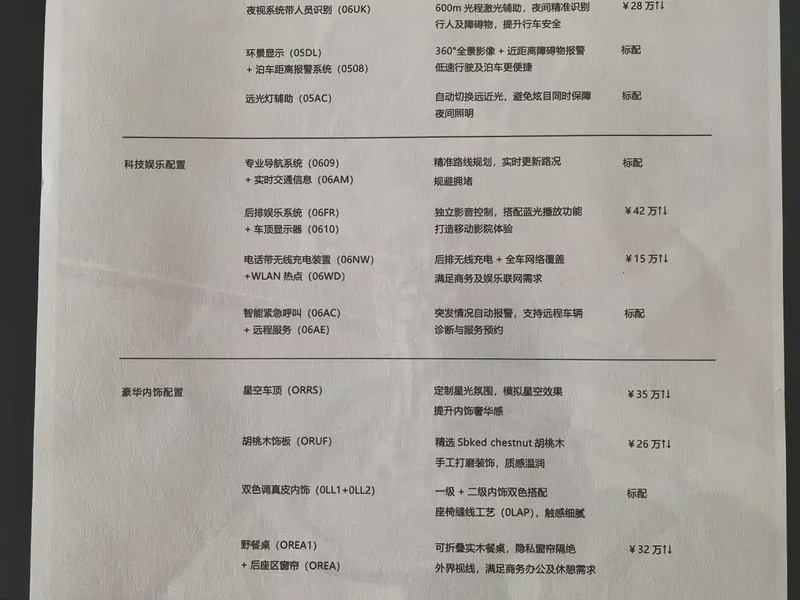 夜视系统带人员识别（06UK） 600m 光程激光辅助，夜间精准识别 ￥28 万↑↓
行人及障碍物，提升行车安全
环景显示（05DL） 360°全景影像 + 近距离障碍物报警 标配
+ 泊车距离报警系统（0508） 低速行驶及泊车更便捷
远光灯辅助（05AC） 自动切换远近光，避免炫目同时保障 标配
夜间照明
科技娱乐配置 专业导航系统（0609） 精准路线规划，实时更新路况 标配
+ 实时交通信息（06AM） 规避拥堵
后排娱乐系统（06FR） 独立影音控制，搭配蓝光播放功能 ￥42 万↑↓
+ 车顶显示器（0610） 打造移动影院体验
电话带无线充电装置（06NW） 后排无线充电 + 全车网络覆盖 ￥15 万↑↓
+WLAN 热点（06WD） 满足商务及娱乐联网需求
智能紧急呼叫（06AC） 突发情况自动报警，支持远程车辆 标配
+ 远程服务（06AE） 诊断与服务预约
豪华内饰配置 星空车顶（ORRS） 定制星光氛围，模拟星空效果 ￥35 万↑↓
提升内饰奢华感
胡桃木饰板（ORUF） 精选 Sbked chestnut 胡桃木 ￥26 万↑↓
手工打磨装饰，质感温润
双色调真皮内饰（0LL1+0LL2） 一级 + 二级内饰双色搭配 标配
座椅缝线工艺（0LAP），触感细腻
野餐桌（OREA1） 可折叠实木餐桌，隐私窗帘隔绝 ￥32 万↑↓
+ 后座区窗帘（OREA） 外界视线，满足商务办公及休憩需求